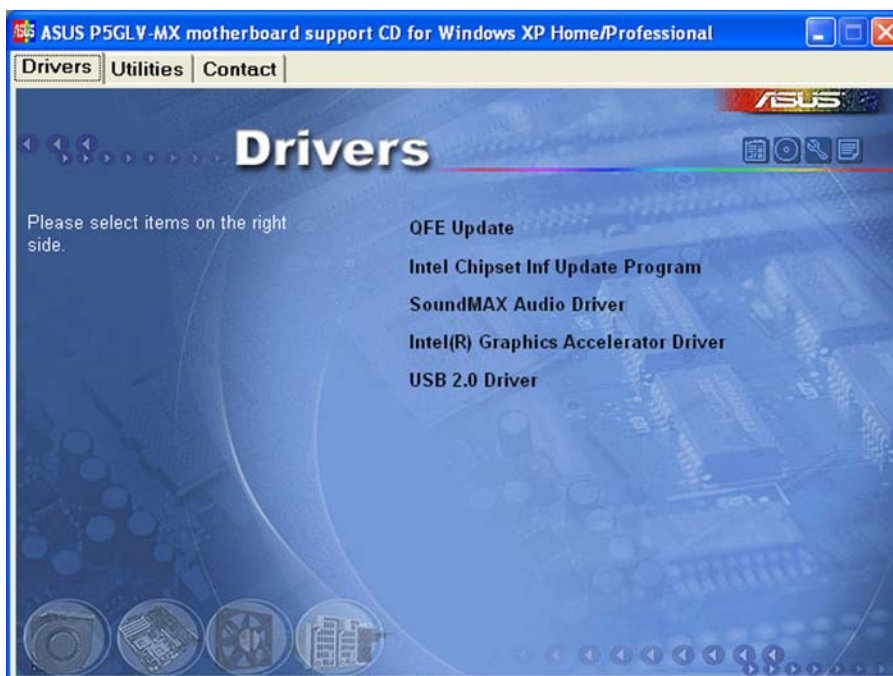 ASUS P5GLV-MX motherboard support CD for Windows XP Home/Professional
Drivers Utilities Contact
ASUS
Drivers
Please select items on the right
side.
QFE Update
Intel Chipset Inf Update Program
SoundMAX Audio Driver
Intel(R) Graphics Accelerator Driver
USB 2.0 Driver